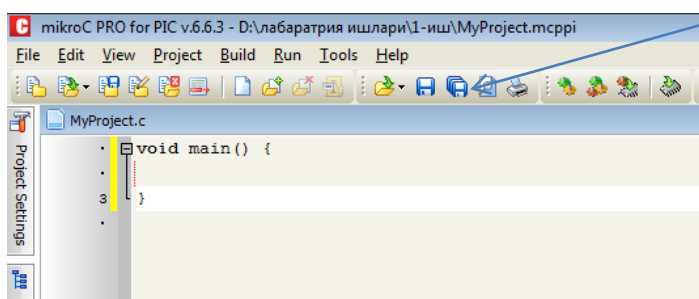 mikroC PRO for PIC v.6.6.3 - D:\лабаратрия ишлари\1-иш\MyProject.mcppi
File Edit View Project Build Run Tools Help
MyProject.c
Project Settings
void main() {
3 }